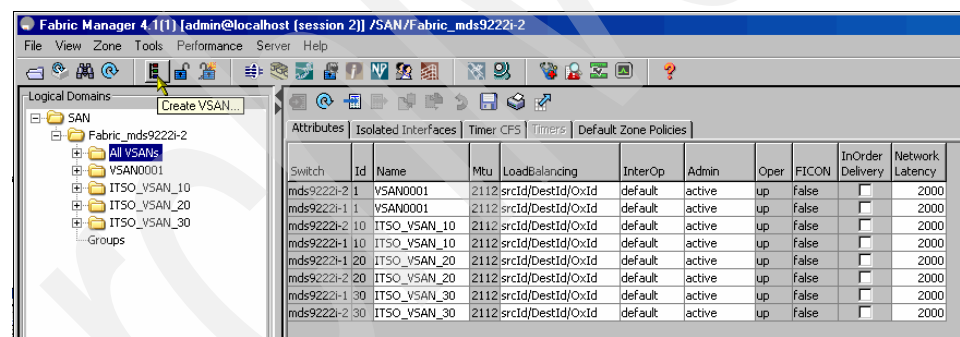 Fabric Manager 4.1(1) [admin@localhost (session 2)] /SAN/Fabric_mds9222i-2
File View Zone Tools Performance Server Help
Create VSAN...
Logical Domains
SAN
Fabric_mds9222i-2
All VSANs
VSAN0001
ITSO_VSAN_10
ITSO_VSAN_20
ITSO_VSAN_30
Groups
Attributes Isolated Interfaces Timer CFS Timers Default Zone Policies
Switch Id Name Mtu LoadBalancing InterOp Admin Oper FICON InOrder Delivery Network Latency
mds9222i-2 1 VSAN0001 2112 srcId/DestId/OxId default active up false 2000
mds9222i-1 1 VSAN0001 2112 srcId/DestId/OxId default active up false 2000
mds9222i-2 10 ITSO_VSAN_10 2112 srcId/DestId/OxId default active up false 2000
mds9222i-1 10 ITSO_VSAN_10 2112 srcId/DestId/OxId default active up false 2000
mds9222i-1 20 ITSO_VSAN_20 2112 srcId/DestId/OxId default active up false 2000
mds9222i-2 20 ITSO_VSAN_20 2112 srcId/DestId/OxId default active up false 2000
mds9222i-1 30 ITSO_VSAN_30 2112 srcId/DestId/OxId default active up false 2000
mds9222i-2 30 ITSO_VSAN_30 2112 srcId/DestId/OxId default active up false 2000